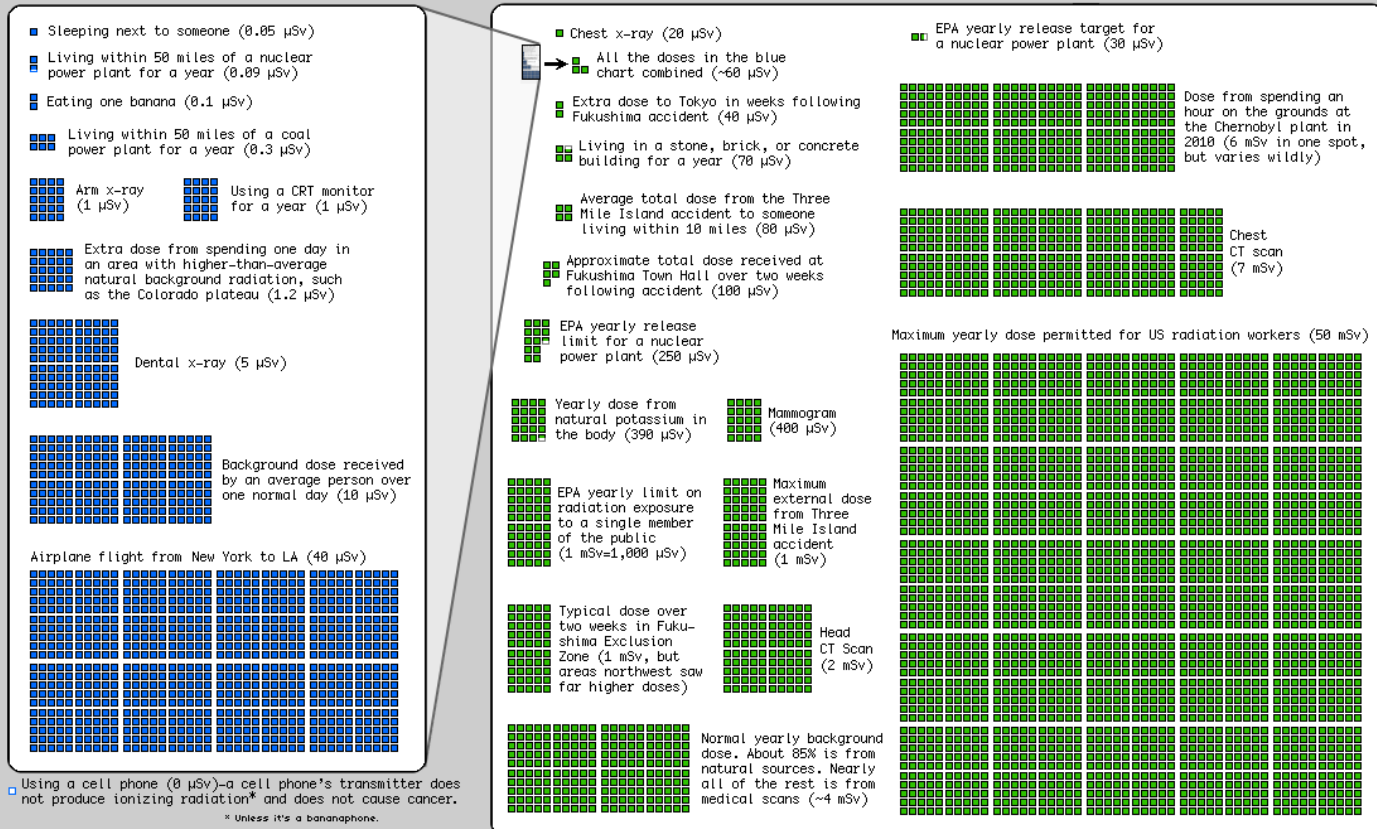 Sleeping next to someone (0.05 μSv)
Living within 50 miles of a nuclear
power plant for a year (0.09 μSv)
Eating one banana (0.1 μSv)
Living within 50 miles of a coal
power plant for a year (0.3 μSv)
Arm x-ray
(1 μSv)
Using a CRT monitor
for a year (1 μSv)
Extra dose from spending one day in
an area with higher-than-average
natural background radiation, such
as the Colorado plateau (1.2 μSv)
Dental x-ray (5 μSv)
Background dose received
by an average person over
one normal day (10 μSv)
Airplane flight from New York to LA (40 μSv)
Using a cell phone (0 μSv)-a cell phone's transmitter does
not produce ionizing radiation* and does not cause cancer.
* Unless it's a bananaphone.
Chest x-ray (20 μSv)
All the doses in the blue
chart combined (~60 μSv)
Extra dose to Tokyo in weeks following
Fukushima accident (40 μSv)
Living in a stone, brick, or concrete
building for a year (70 μSv)
Average total dose from the Three
Mile Island accident to someone
living within 10 miles (80 μSv)
Approximate total dose received at
Fukushima Town Hall over two weeks
following accident (100 μSv)
EPA yearly release
limit for a nuclear
power plant (250 μSv)
Yearly dose from
natural potassium in
the body (390 μSv)
Mammogram
(400 μSv)
EPA yearly limit on
radiation exposure
to a single member
of the public
(1 mSv=1,000 μSv)
Maximum
external dose
from Three
Mile Island
accident
(1 mSv)
Typical dose over
two weeks in Fuku-
shima Exclusion
Zone (1 mSv, but
areas northwest saw
far higher doses)
Head
CT Scan
(2 mSv)
Normal yearly background
dose. About 85% is from
natural sources. Nearly
all of the rest is from
medical scans (~4 mSv)
EPA yearly release target for
a nuclear power plant (30 μSv)
Dose from spending an
hour on the grounds at
the Chernobyl plant in
2010 (6 mSv in one spot,
but varies wildly)
Chest
CT scan
(7 mSv)
Maximum yearly dose permitted for US radiation workers (50 mSv)